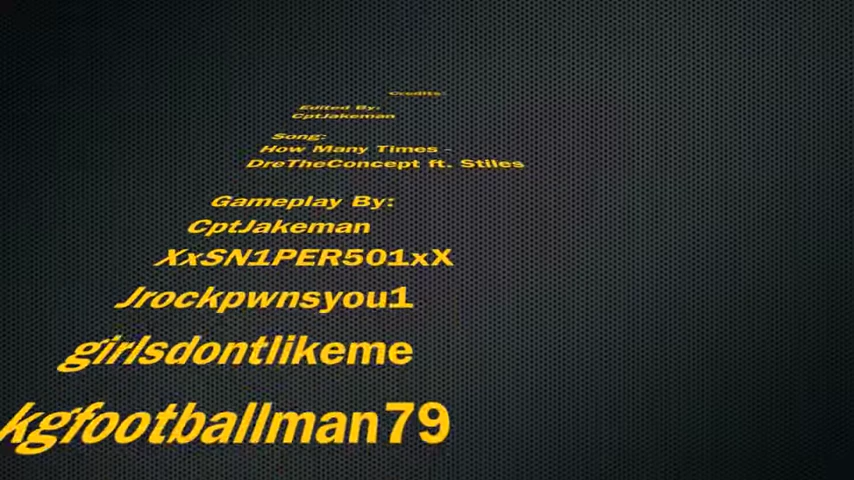 Credits:
Edited By:
CptJakeman
Song:
How Many Times -
DreTheConcept ft. Stiles
Gameplay By:
CptJakeman
XxSN1PER501xX
Jrockpwnsyou1
girlsdontlikeme
kgfootballman79